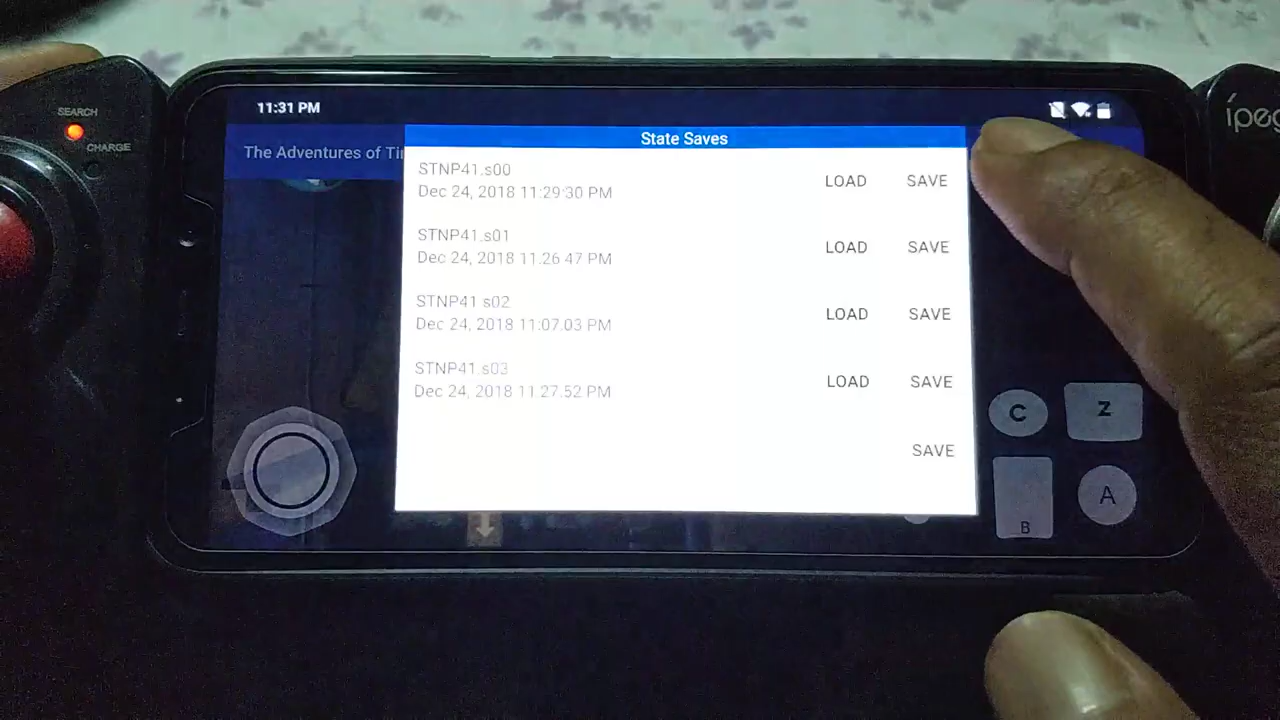 SEARCH
CHARGE
11:31 PM
The Adventures of
State Saves
STNP41.s00
Dec 24, 2018 11:29:30 PM
LOAD
SAVE
STNP41.s01
Dec 24, 2018 11:26:47 PM
LOAD
SAVE
STNP41.s02
Dec 24, 2018 11:07:03 PM
LOAD
SAVE
STNP41.s03
Dec 24, 2018 11:27:52 PM
LOAD
SAVE
SAVE
C
Z
B
A